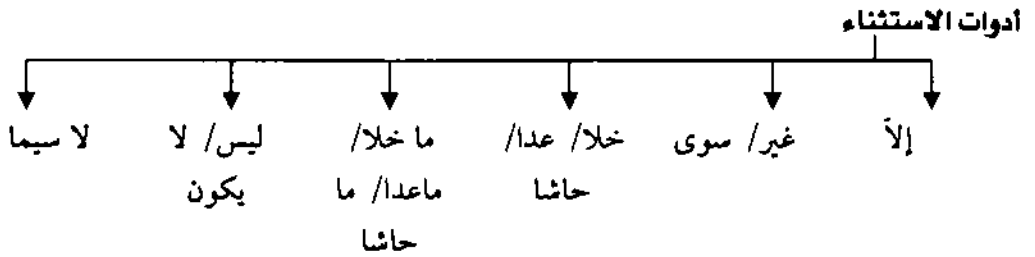 أدوات الاستثناء
إلاّ
غير/ سوى
خلا/ عدا/
حاشا
ما خلا/
ماعدا/ ما
حاشا
ليس/ لا
يكون
لا سيما